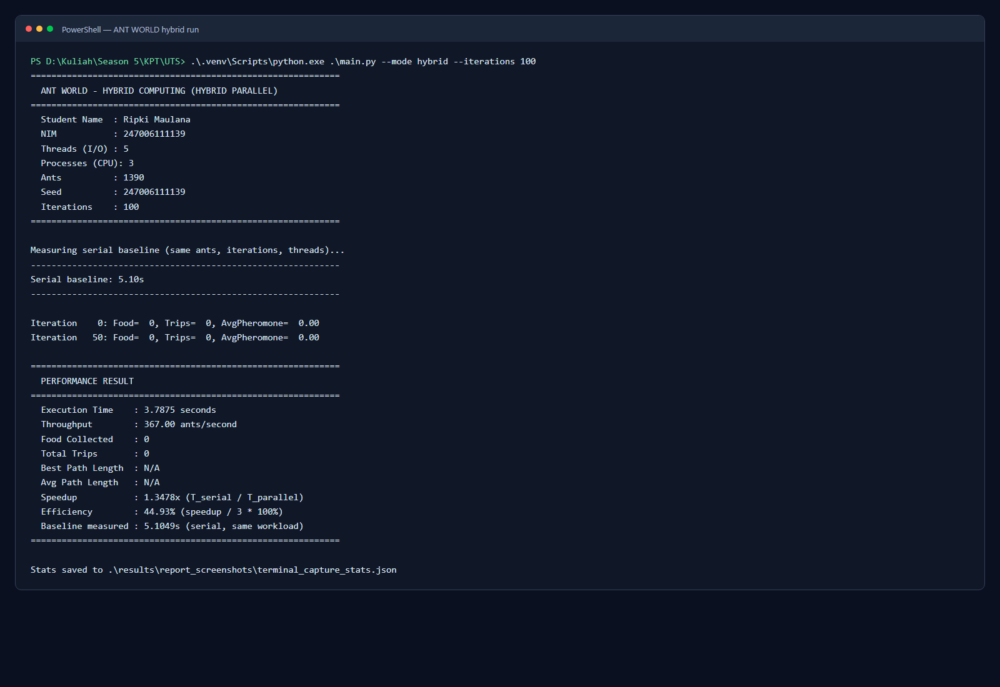 PowerShell — ANT WORLD hybrid run
PS D:\Kuliah\Season 5\KPT\UTS> .\.venv\Scripts\python.exe .\main.py --mode hybrid --iterations 100
============================================================
  ANT WORLD - HYBRID COMPUTING (HYBRID PARALLEL)
============================================================
  Student Name  : Ripki Maulana
  NIM           : 247006111139
  Threads (I/O) : 5
  Processes (CPU): 3
  Ants          : 1390
  Seed          : 247006111139
  Iterations    : 100
============================================================
Measuring serial baseline (same ants, iterations, threads)...
------------------------------------------------------------
Serial baseline: 5.10s
------------------------------------------------------------
Iteration    0: Food=  0, Trips=  0, AvgPheromone=  0.00
Iteration   50: Food=  0, Trips=  0, AvgPheromone=  0.00
============================================================
  PERFORMANCE RESULT
============================================================
  Execution Time    : 3.7875 seconds
  Throughput        : 367.00 ants/second
  Food Collected    : 0
  Total Trips       : 0
  Best Path Length  : N/A
  Avg Path Length   : N/A
  Speedup           : 1.3478x (T_serial / T_parallel)
  Efficiency        : 44.93% (speedup / 3 * 100%)
  Baseline measured : 5.1049s (serial, same workload)
============================================================
Stats saved to .\results\report_screenshots\terminal_capture_stats.json